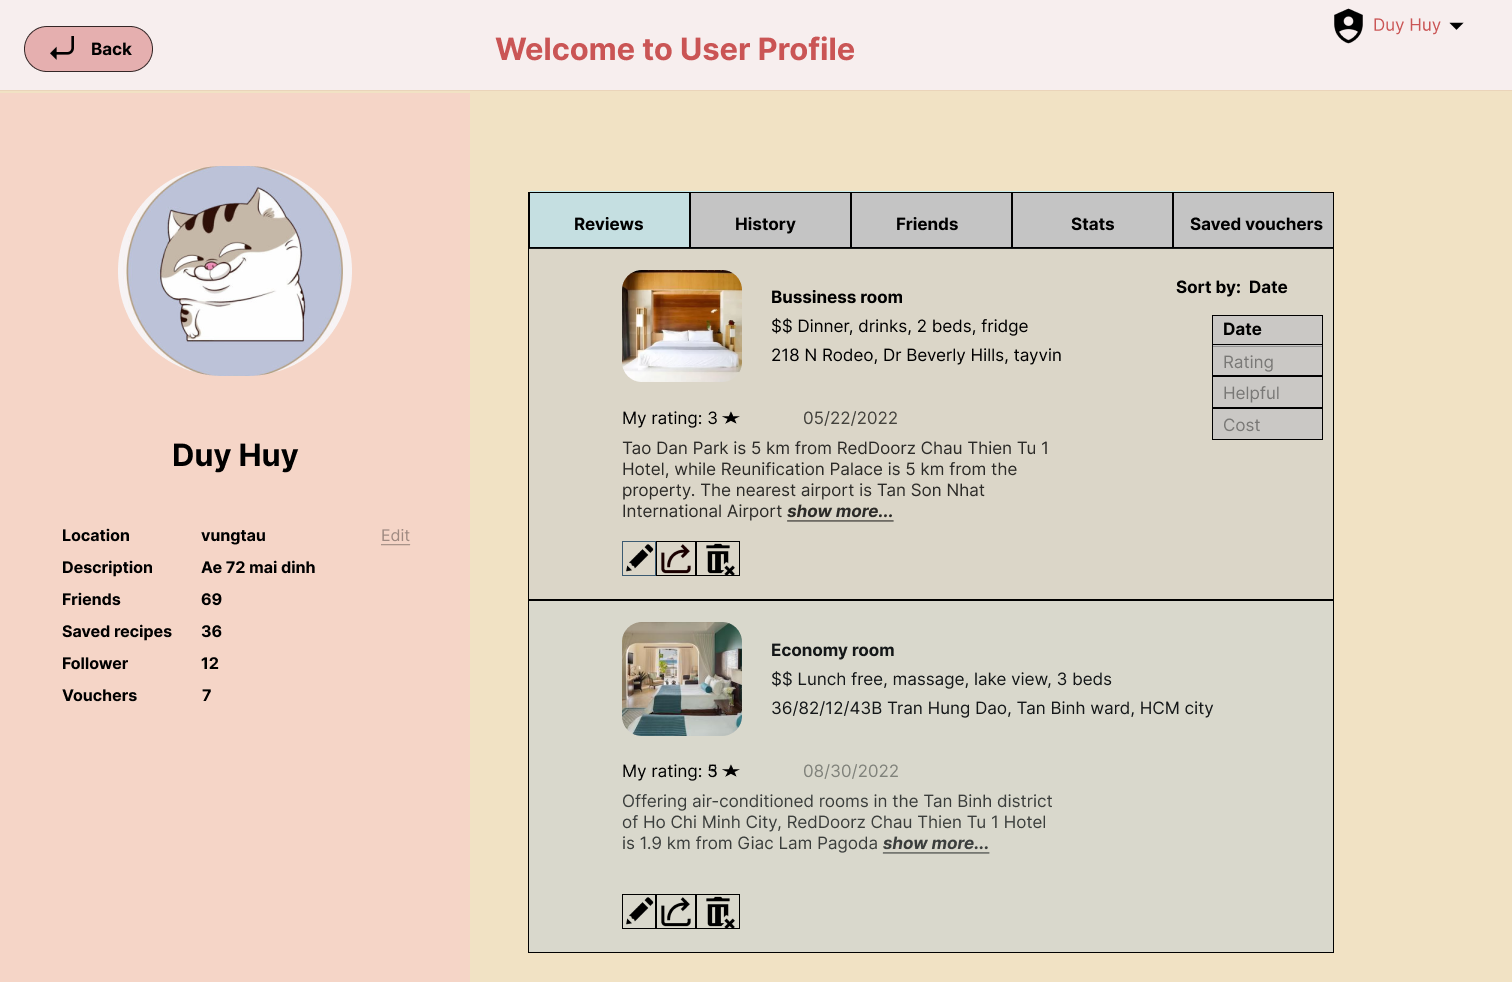 Back
Welcome to User Profile
Duy Huy
Duy Huy
Location vungtau Edit
Description Ae 72 mai dinh
Friends 69
Saved recipes 36
Follower 12
Vouchers 7
Reviews History Friends Stats Saved vouchers
Sort by: Date
Date
Rating
Helpful
Cost
Bussiness room
$$ Dinner, drinks, 2 beds, fridge
218 N Rodeo, Dr Beverly Hills, tayvin
My rating: 3 ★ 05/22/2022
Tao Dan Park is 5 km from RedDoorz Chau Thien Tu 1
Hotel, while Reunification Palace is 5 km from the
property. The nearest airport is Tan Son Nhat
International Airport show more...
Economy room
$$ Lunch free, massage, lake view, 3 beds
36/82/12/43B Tran Hung Dao, Tan Binh ward, HCM city
My rating: ★ 08/30/2022
Offering air-conditioned rooms in the Tan Binh district
of Ho Chi Minh City, RedDoorz Chau Thien Tu 1 Hotel
is 1.9 km from Giac Lam Pagoda show more...